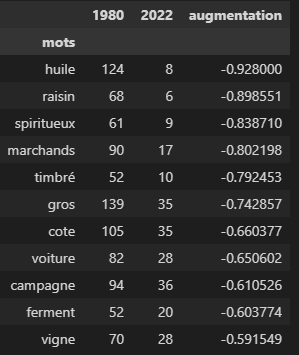 1980 2022 augmentation
mots
huile 124 8 -0.928000
raisin 68 6 -0.898551
spiritueux 61 9 -0.838710
marchands 90 17 -0.802198
timbré 52 10 -0.792453
gros 139 35 -0.742857
cote 105 35 -0.660377
voiture 82 28 -0.650602
campagne 94 36 -0.610526
ferment 52 20 -0.603774
vigne 70 28 -0.591549